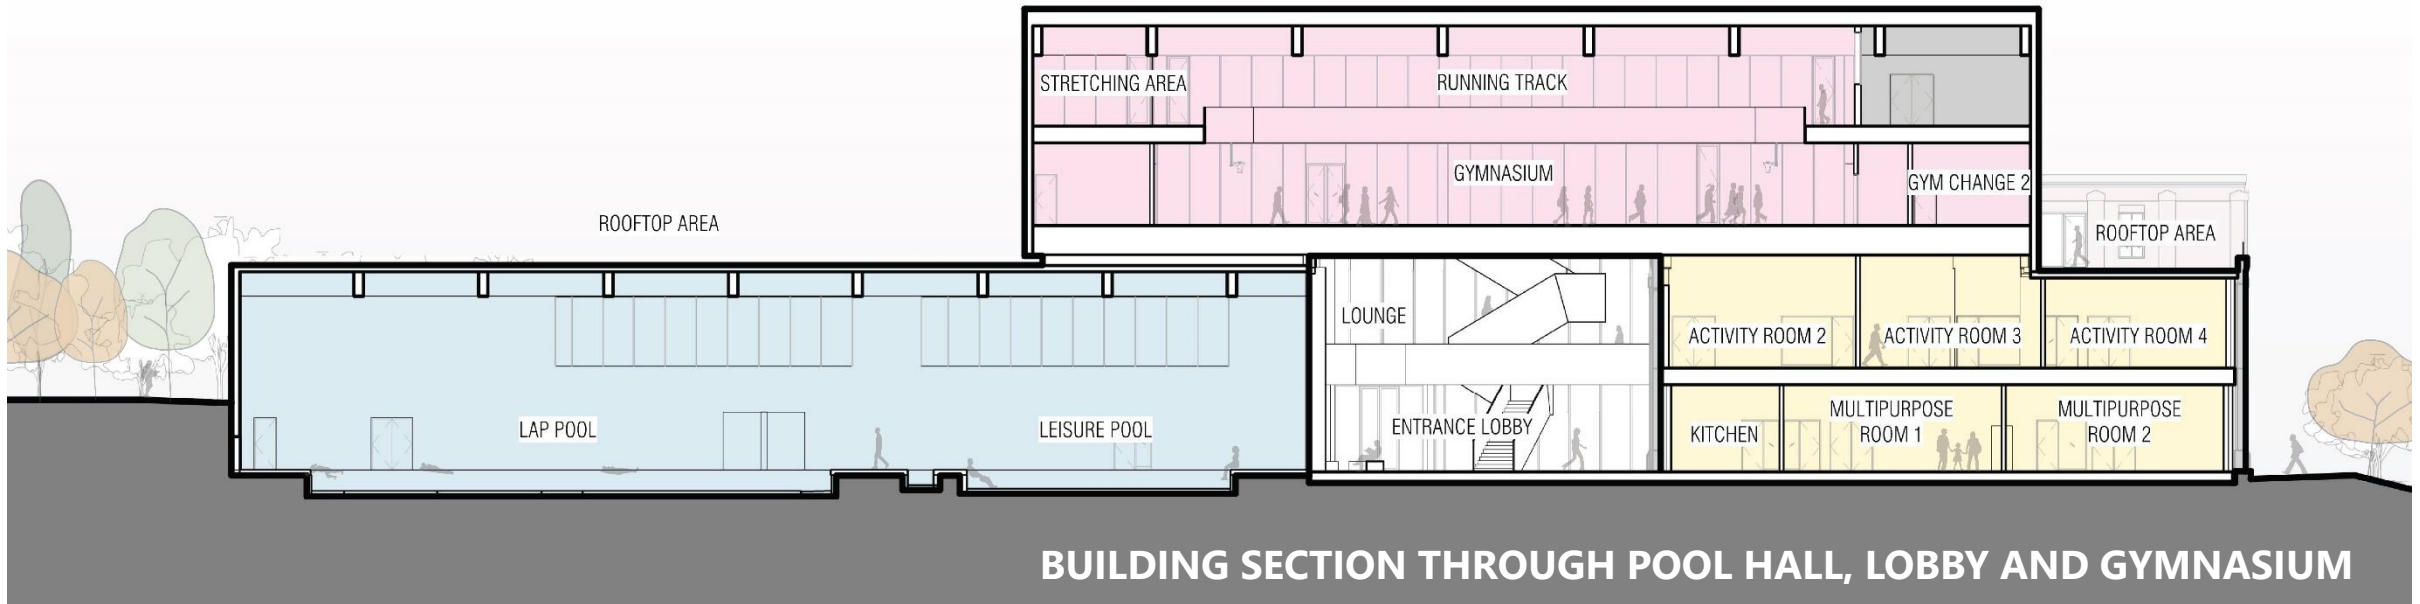 STRETCHING AREA
RUNNING TRACK
GYMNASIUM
GYM CHANGE 2
ROOFTOP AREA
ROOFTOP AREA
LOUNGE
ACTIVITY ROOM 2
ACTIVITY ROOM 3
ACTIVITY ROOM 4
LAP POOL
LEISURE POOL
ENTRANCE LOBBY
KITCHEN
MULTIPURPOSE
ROOM 1
MULTIPURPOSE
ROOM 2
BUILDING SECTION THROUGH POOL HALL, LOBBY AND GYMNASIUM